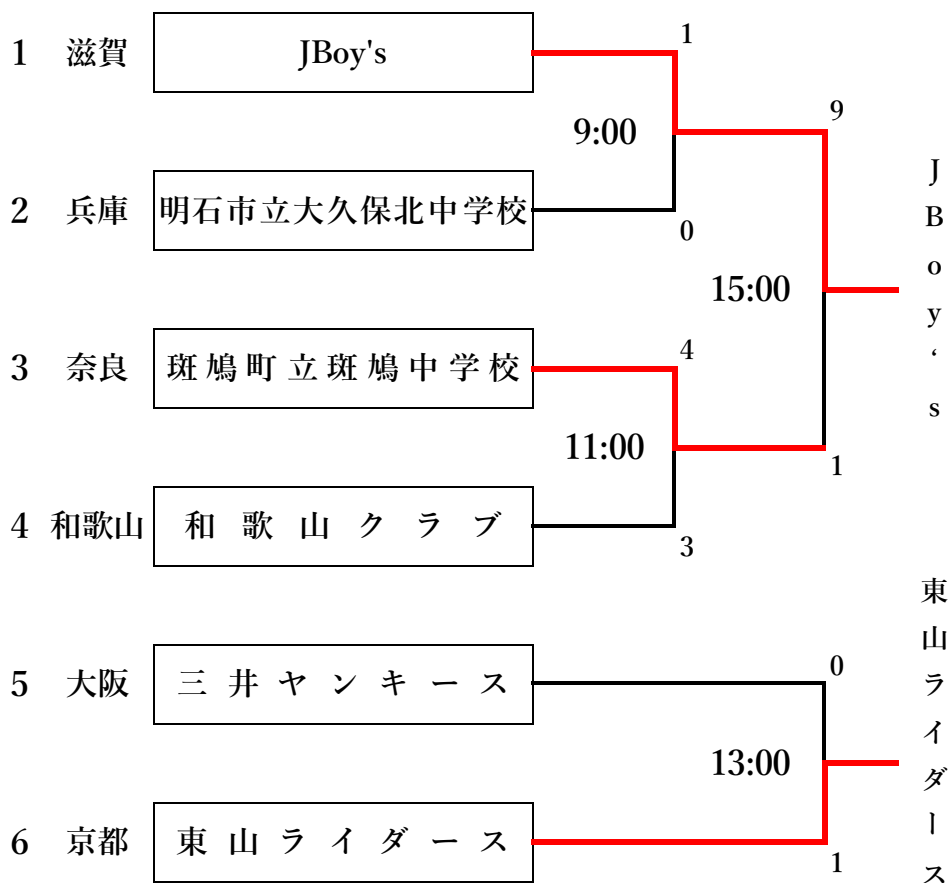 1 滋賀 JBoy's
1
9:00
9
2 兵庫 明石市立大久保北中学校
0
15:00
3 奈良 斑鳩町立斑鳩中学校
4
11:00
1
4 和歌山 和歌山クラブ
3
5 大阪 三井ヤンキース
0
13:00
6 京都 東山ライダース
1
JBoy‘s
東山ライダース